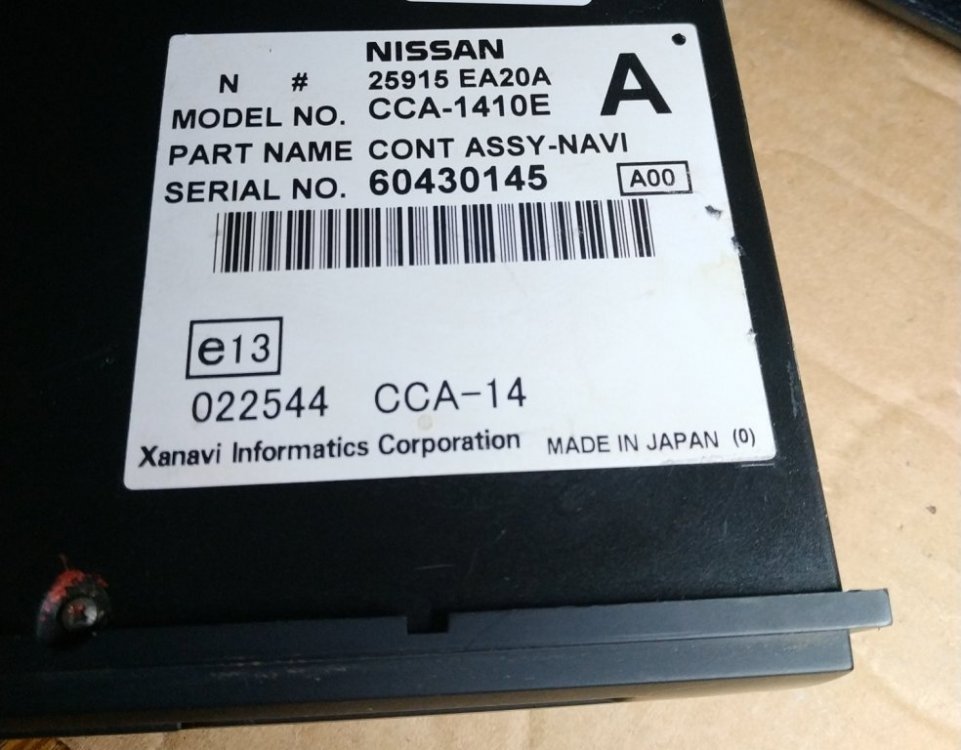 NISSAN
N # 25915 EA20A
A
MODEL NO. CCA-1410E
PART NAME CONT ASSY-NAVI
SERIAL NO. 60430145
A00
e13
022544 CCA-14
Xanavi Informatics Corporation MADE IN JAPAN (0)